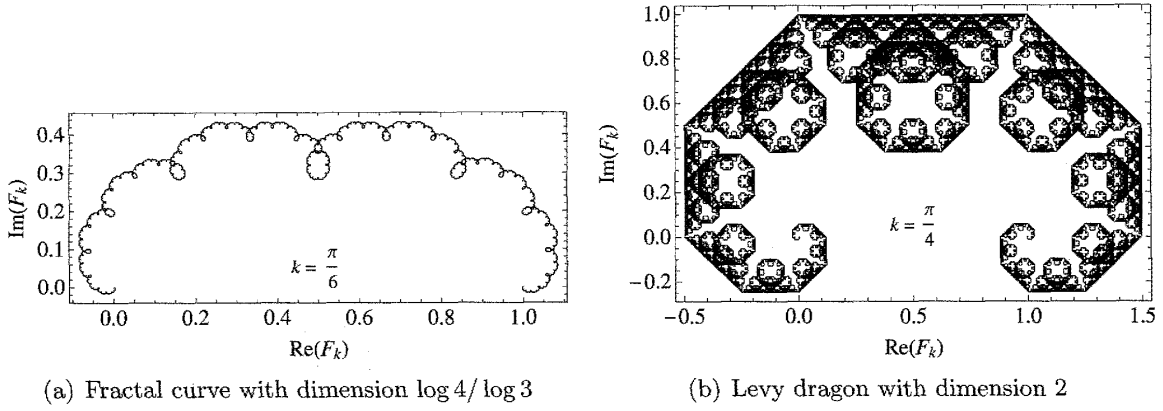 Im(F_k)
0.4
0.3
0.2
0.1
0.0
k = π/6
0.0 0.2 0.4 0.6 0.8 1.0
Re(F_k)
(a) Fractal curve with dimension log 4/ log 3
Im(F_k)
1.0
0.8
0.6
0.4
0.2
0.0
−0.2
k = π/4
−0.5 0.0 0.5 1.0 1.5
Re(F_k)
(b) Levy dragon with dimension 2